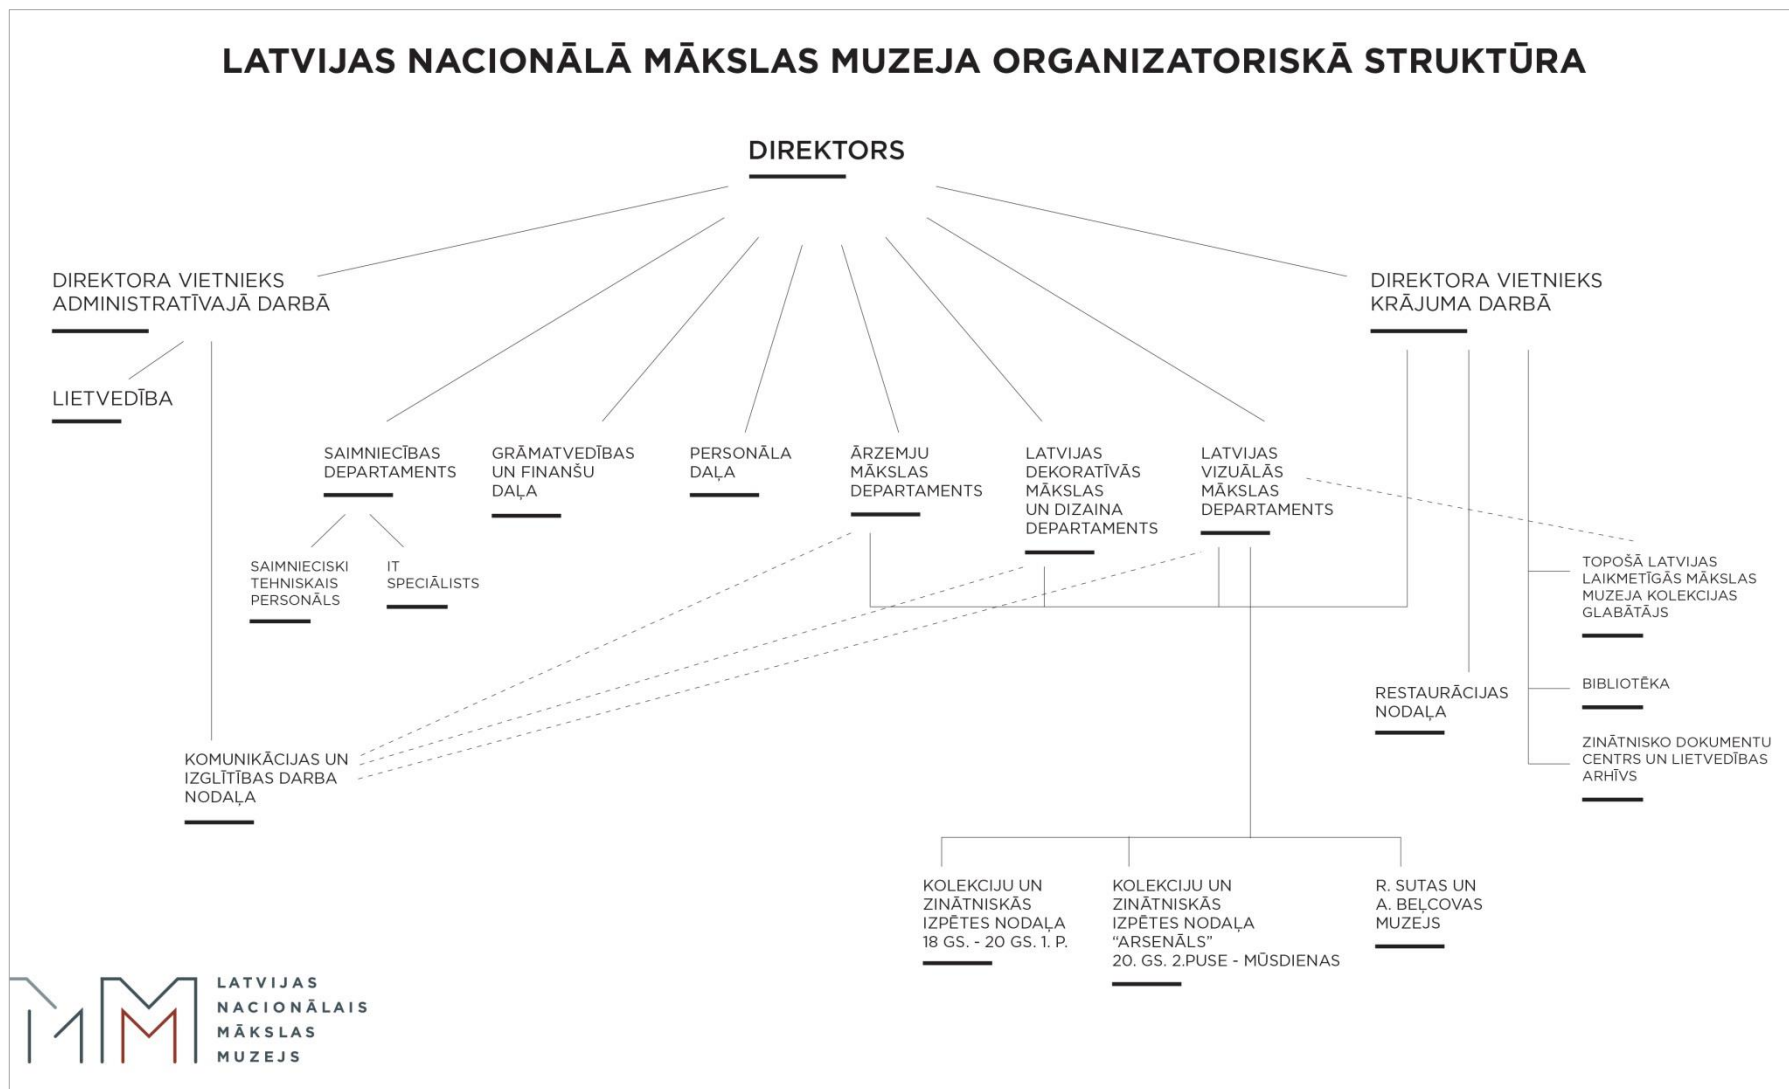 LATVIJAS NACIONĀLĀ MĀKSLAS MUZEJA ORGANIZATORISKĀ STRUKTŪRA
DIREKTORS
DIREKTORA VIETNIEKS
ADMINISTRATĪVAJĀ DARBĀ
DIREKTORA VIETNIEKS
KRĀJUMA DARBĀ
LIETVEDĪBA
SAIMNIECĪBAS
DEPARTAMENTS
GRĀMATVEDĪBAS
UN FINANŠU
DAĻA
PERSONĀLA
DAĻA
ĀRZEMJU
MĀKSLAS
DEPARTAMENTS
LATVIJAS
DEKORATĪVĀS
MĀKSLAS
UN DIZAINA
DEPARTAMENTS
LATVIJAS
VIZUĀLĀS
MĀKSLAS
DEPARTAMENTS
SAIMNIECISKI
TEHNISKAIS
PERSONĀLS
IT
SPECIĀLISTS
TOPOŠĀ LATVIJAS
LAIKMETĪGĀS MĀKSLAS
MUZEJA KOLEKCIJAS
GLABĀTĀJS
BIBLIOTĒKA
RESTAURĀCIJAS
NODAĻA
ZINĀTNISKO DOKUMENTU
CENTRS UN LIETVEDĪBAS
ARHĪVS
KOMUNIKĀCIJAS UN
IZGLĪTĪBAS DARBA
NODAĻA
KOLEKCIJU UN
ZINĀTNISKĀS
IZPĒTES NODAĻA
18 GS. - 20 GS. 1. P.
KOLEKCIJU UN
ZINĀTNISKĀS
IZPĒTES NODAĻA
“ARSENĀLS”
20. GS. 2.PUSE - MŪSDIENAS
R. SUTAS UN
A. BEĻCOVAS
MUZEJS
LATVIJAS
NACIONĀLAIS
MĀKSLAS
MUZEJS